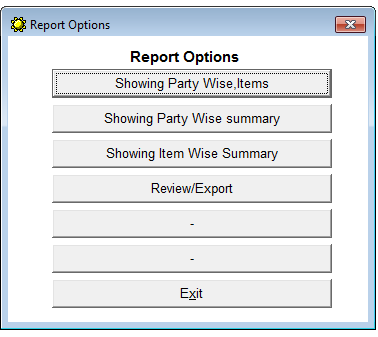 Report Options
Report Options
Showing Party Wise,Items
Showing Party Wise summary
Showing Item Wise Summary
Review/Export
-
-
Exit